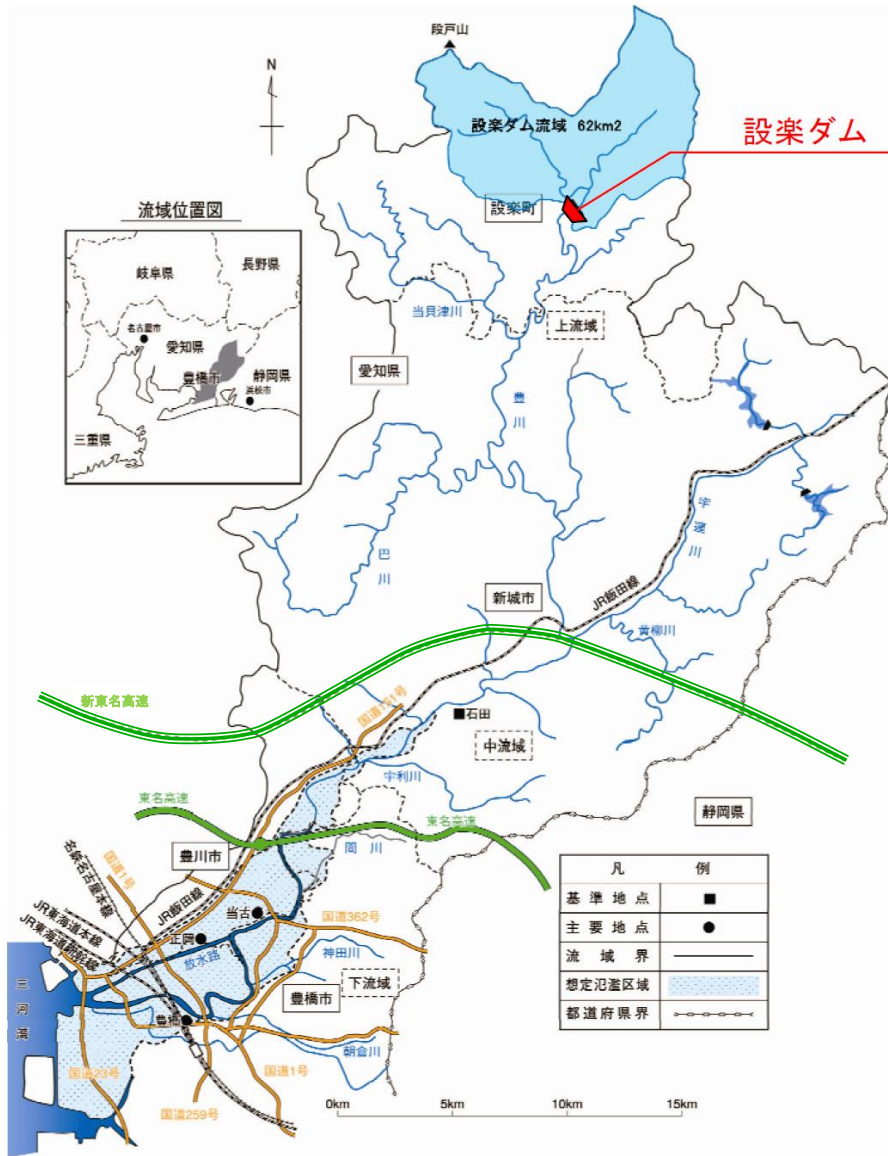 段戸山
N
設楽ダム流域 62km2
設楽ダム
設楽町
流域位置図
岐阜県
長野県
名古屋市
愛知県
豊橋市
静岡県
浜松市
三重県
当貝津川
上流域
愛知県
豊川
宇連川
巴川
新城市
JR飯田線
黄柳川
新東名高速
国道151号
石田
中流域
宇利川
静岡県
東名高速
東名高速
間川
豊川市
名鉄名古屋本線
国道1号
JR飯田線
JR東海道本線
JR東海道新幹線
当古
国道362号
正岡
放水路
神田川
下流域
三河湾
豊橋市
豊橋
朝倉川
国道23号
国道1号
国道259号
凡例
基準地点
主要地点
流域界
想定氾濫区域
都道府県界
0km 5km 10km 15km